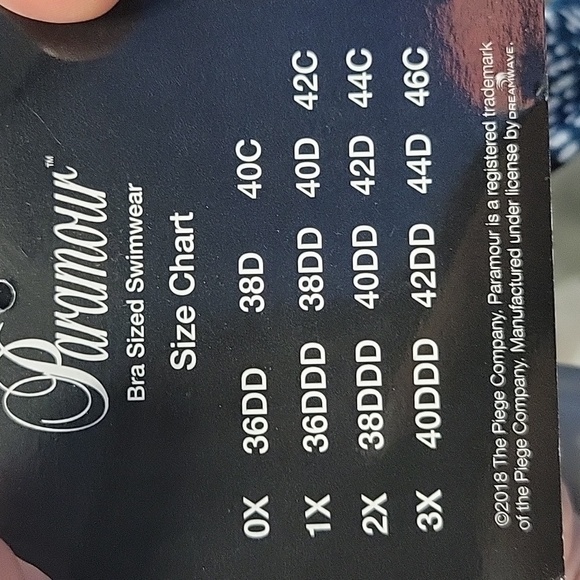 Paramour™
Bra Sized Swimwear
Size Chart
0X 36DD 38D 40C
1X 36DDD 38DD 40D 42C
2X 38DDD 40DD 42D 44C
3X 40DDD 42DD 44D 46C
©2018 The Piege Company, Paramour is a registered trademark
of the Piege Company. Manufactured under license by DREAMWAVE.